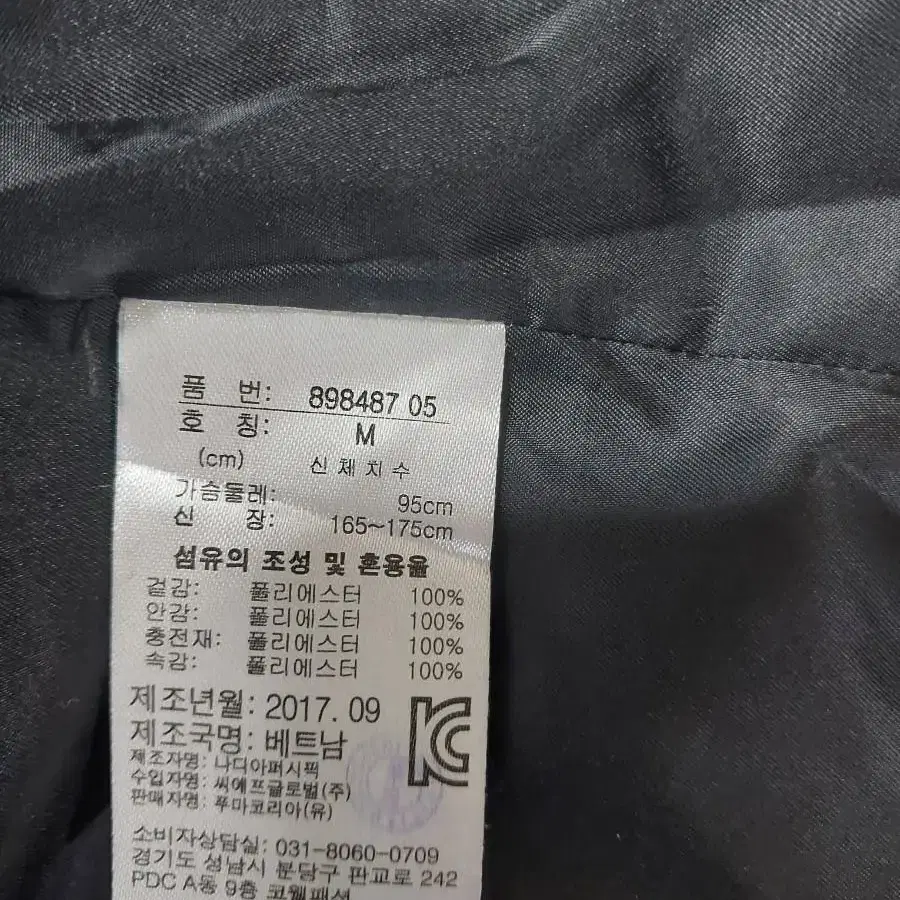 품 번: 898487 05
호 칭: M
(cm) 신체치수
가슴둘레: 95cm
신 장: 165~175cm
섬유의 조성 및 혼용율
겉감: 폴리에스터 100%
안감: 폴리에스터 100%
충전재: 폴리에스터 100%
속감: 폴리에스터 100%
제조년월: 2017. 09
제조국명: 베트남
제조자명: 나디아퍼시픽
수입자명: 씨에프글로벌(주)
판매자명: 푸마코리아(유)
소비자상담실: 031-8060-0709
경기도 성남시 분당구 판교로 242
PDC A동 9층 코웰패션